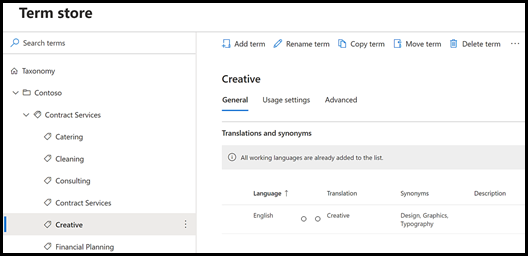 Term store
Search terms
Taxonomy
Contoso
Contract Services
Catering
Cleaning
Consulting
Contract Services
Creative
Financial Planning
Add term Rename term Copy term Move term Delete term ...
Creative
General Usage settings Advanced
Translations and synonyms
All working languages are already added to the list.
Language ↑ Translation Synonyms Description
English Creative Design, Graphics,
Typography